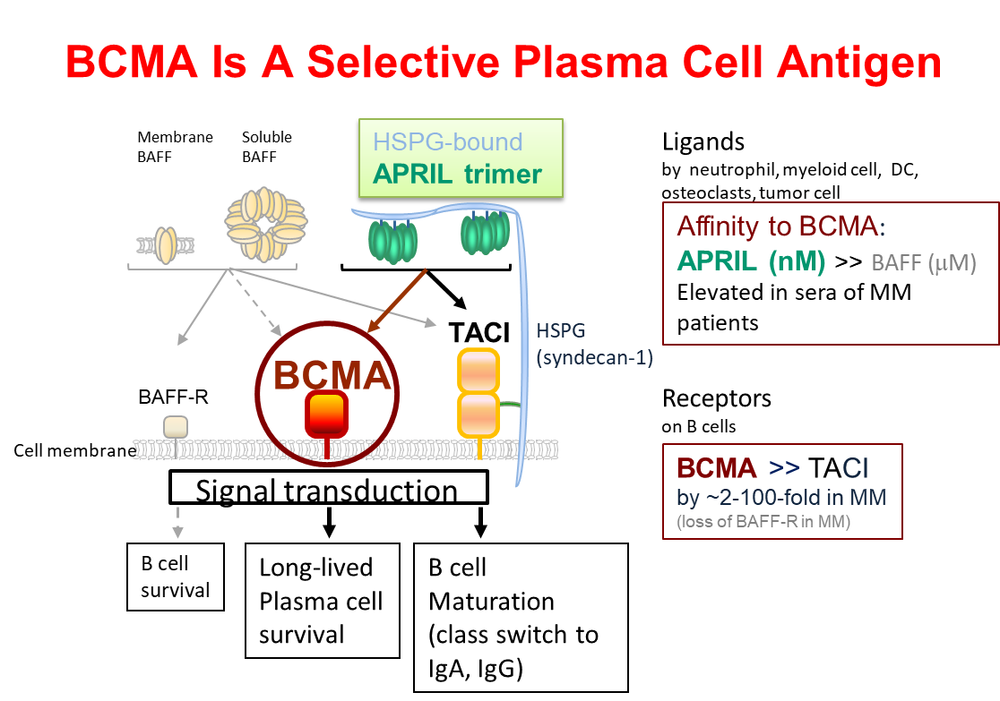 BCMA Is A Selective Plasma Cell Antigen
Membrane
BAFF
Soluble
BAFF
HSPG-bound
APRIL trimer
Ligands
by neutrophil, myeloid cell, DC,
osteoclasts, tumor cell
Affinity to BCMA:
APRIL (nM) >> BAFF (μM)
Elevated in sera of MM
patients
TACI
HSPG
(syndecan-1)
BCMA
BAFF-R
Cell membrane
Receptors
on B cells
BCMA >> TACI
by ~2-100-fold in MM
(loss of BAFF-R in MM)
Signal transduction
B cell
survival
Long-lived
Plasma cell
survival
B cell
Maturation
(class switch to
IgA, IgG)